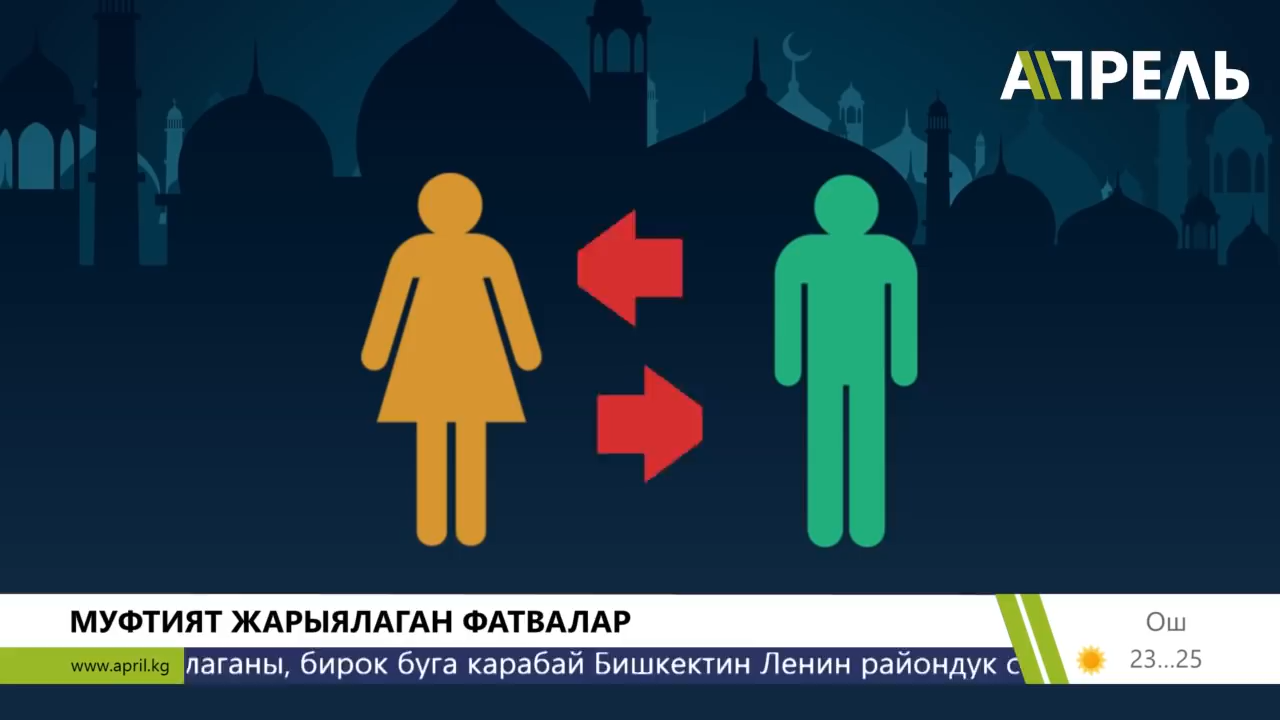 АПРЕЛЬ
МУФТИЯТ ЖАРЫЯЛАГАН ФАТВАЛАР
Ош
23...25
www.april.kg
лаганы, бирок буга карабай Бишкектин Ленин райондук с